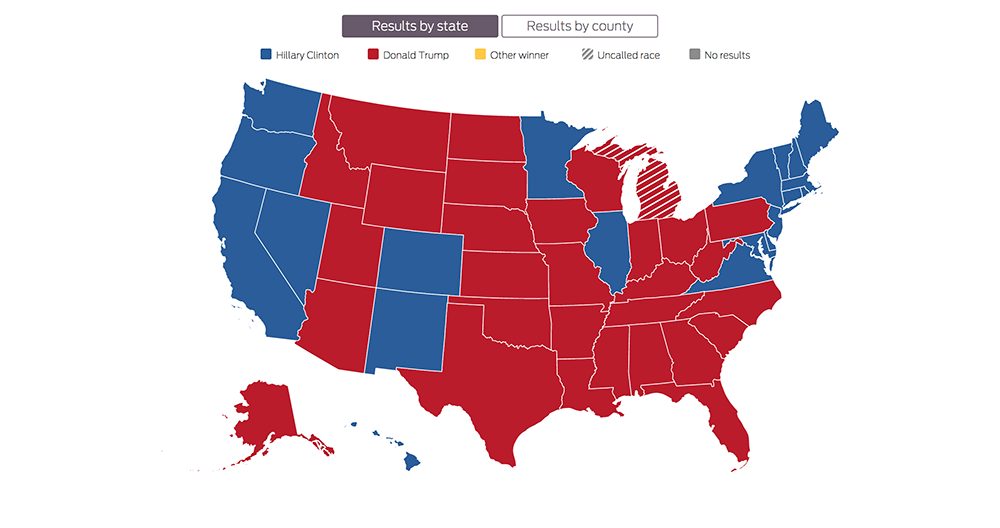 Results by state Results by county
Hillary Clinton Donald Trump Other winner Uncalled race No results